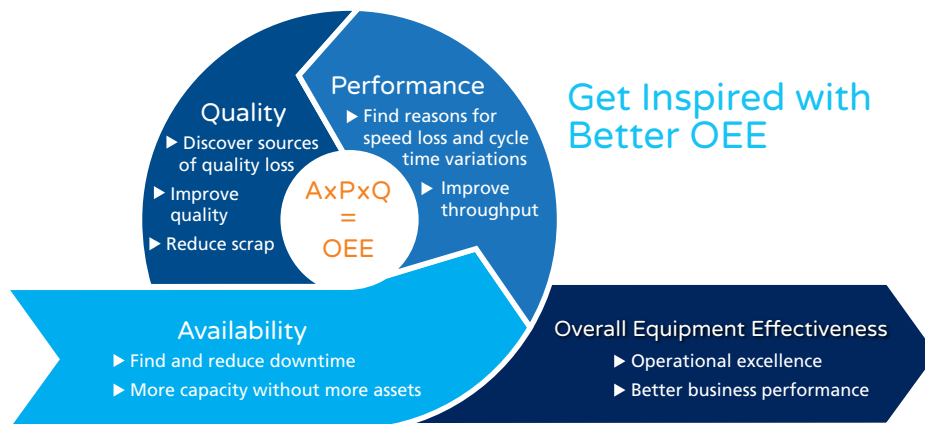 Get Inspired with
Better OEE
Quality
▶ Discover sources
of quality loss
▶ Improve
quality
▶ Reduce scrap
Performance
▶ Find reasons for
speed loss and cycle
time variations
▶ Improve
throughput
AxPxQ
=
OEE
Availability
▶ Find and reduce downtime
▶ More capacity without more assets
Overall Equipment Effectiveness
▶ Operational excellence
▶ Better business performance